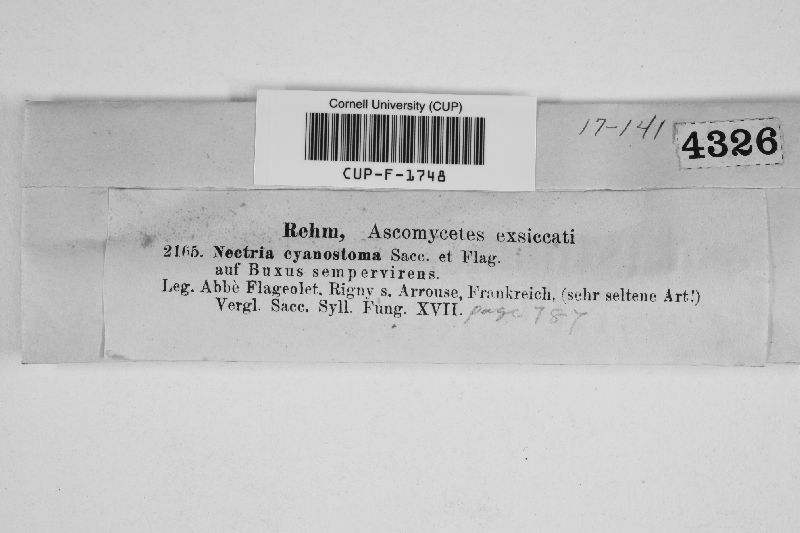 Cornell University (CUP)
CUP-F-1748
17-141
4326
Rehm, Ascomycetes exsiccati
2165. Nectria cyanostoma Sacc. et Flag.
auf Buxus sempervirens.
Leg. Abbè Flageolet. Rigny s. Arrouse, Frankreich, (sehr seltene Art!)
Vergl. Sacc. Syll. Fung. XVII. page 787